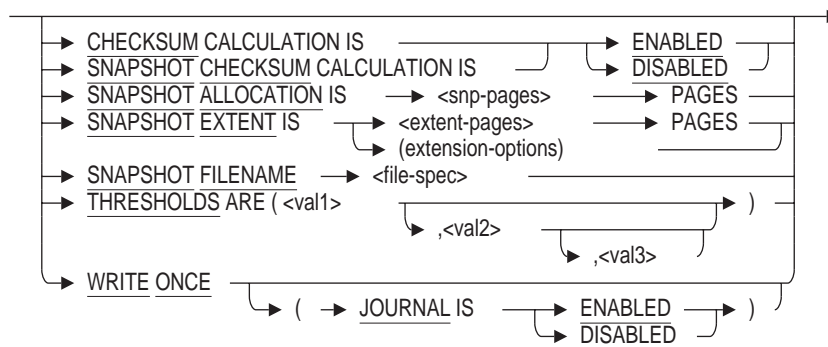 CHECKSUM CALCULATION IS ENABLED
SNAPSHOT CHECKSUM CALCULATION IS DISABLED
SNAPSHOT ALLOCATION IS <snp-pages> PAGES
SNAPSHOT EXTENT IS <extent-pages> PAGES
(extension-options)
SNAPSHOT FILENAME <file-spec>
THRESHOLDS ARE ( <val1> )
,<val2>
,<val3>
WRITE ONCE
( JOURNAL IS ENABLED )
DISABLED